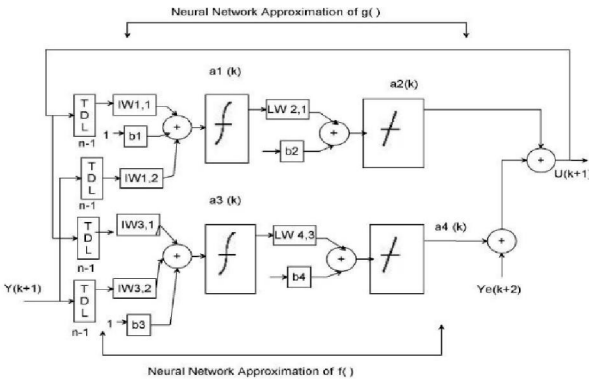 Neural Network Approximation of g( )
a1 (k)
a2(k)
T
D
L
IW1,1
LW 2,1
n-1
1
b1
+
b2
+
+
U(k+1)
T
D
L
IW1,2
n-1
a3 (k)
a4 (k)
T
D
L
IW3,1
LW 4,3
n-1
+
+
+
Y(k+1)
T
D
L
IW3,2
b4
Ye(k+2)
n-1
1
b3
Neural Network Approximation of f( )